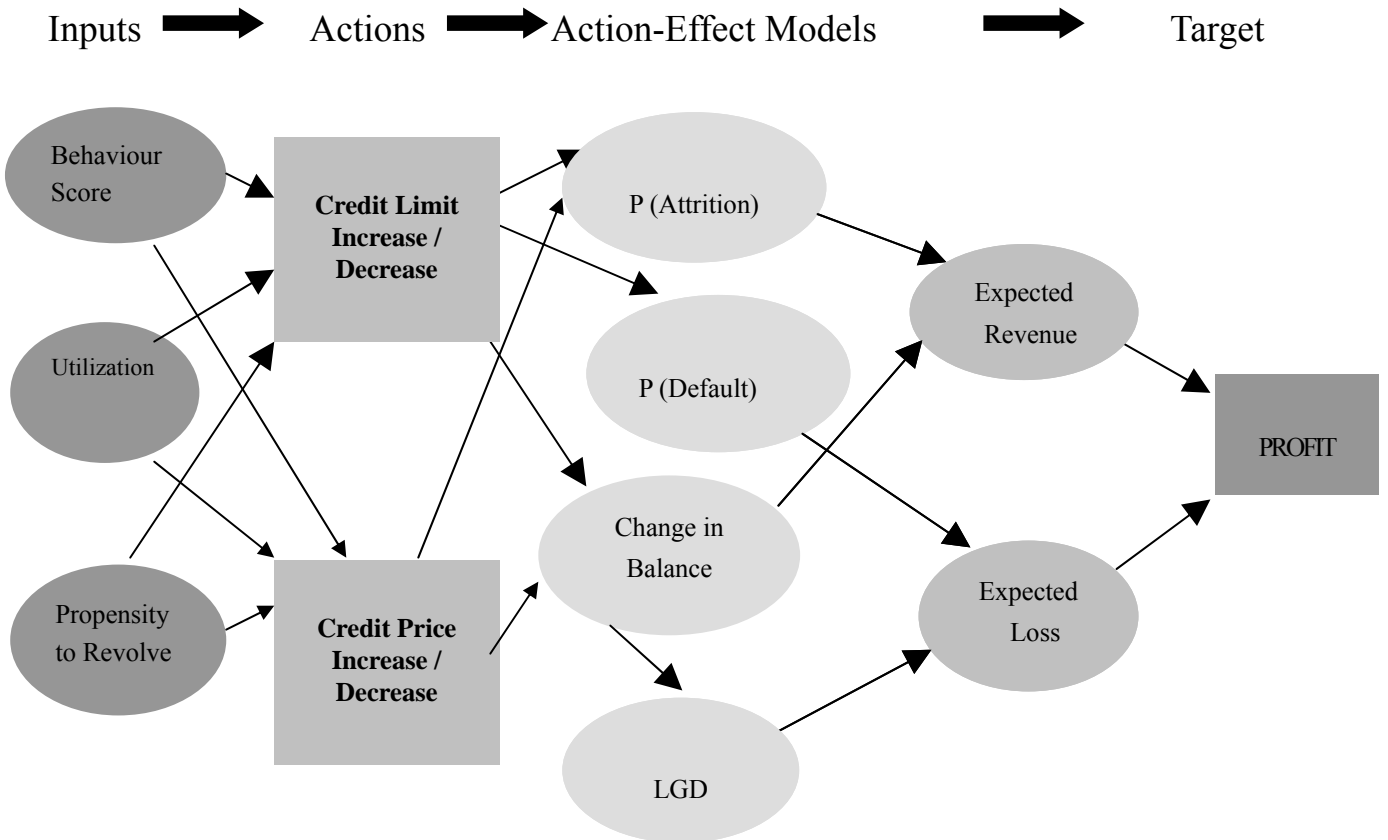 Inputs Actions Action-Effect Models Target
Behaviour
Score
Credit Limit
Increase /
Decrease
P (Attrition)
Expected
Revenue
Utilization
P (Default)
PROFIT
Change in
Balance
Propensity
to Revolve
Credit Price
Increase /
Decrease
Expected
Loss
LGD